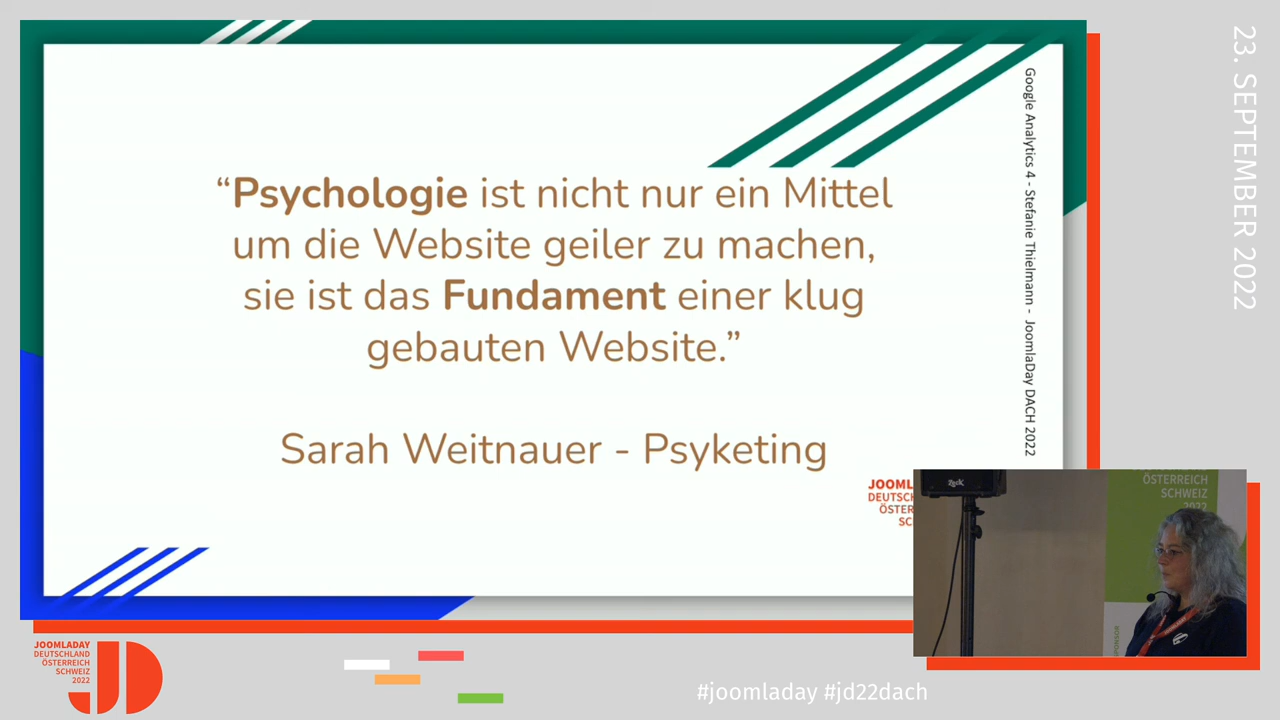 “Psychologie ist nicht nur ein Mittel
um die Website geiler zu machen,
sie ist das Fundament einer klug
gebauten Website.”
Sarah Weitnauer - Psyketing
Google Analytics 4 - Stefanie Thielmann - JoomlaDay DACH 2022
23. SEPTEMBER 2022
JOOML
DEUTSCH
ÖSTER
SC
ÖSTERREICH
SCHWEIZ
2022
JOOMLADAY
DEUTSCHLAND
ÖSTERREICH
SCHWEIZ
2022
JD
#joomladay #jd22dach